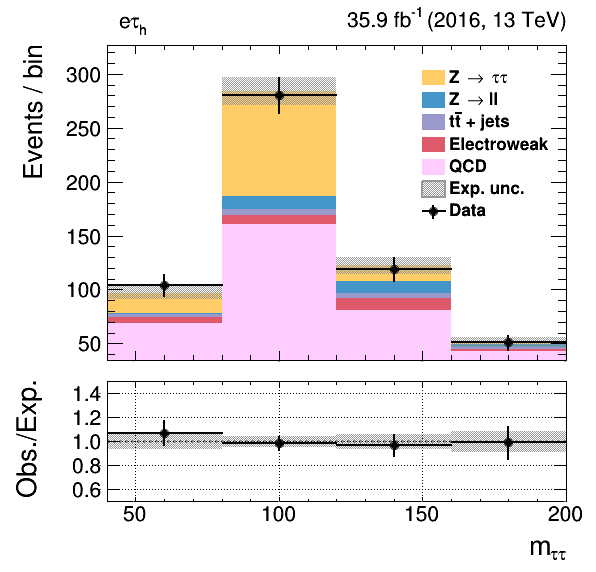 eτh 35.9 fb-1 (2016, 13 TeV)
Events / bin
300
250
200
150
100
50
Z → ττ
Z → ll
tt̄ + jets
Electroweak
QCD
Exp. unc.
Data
Obs./Exp.
1.4
1.2
1.0
0.8
0.6
50 100 150 200
mττ